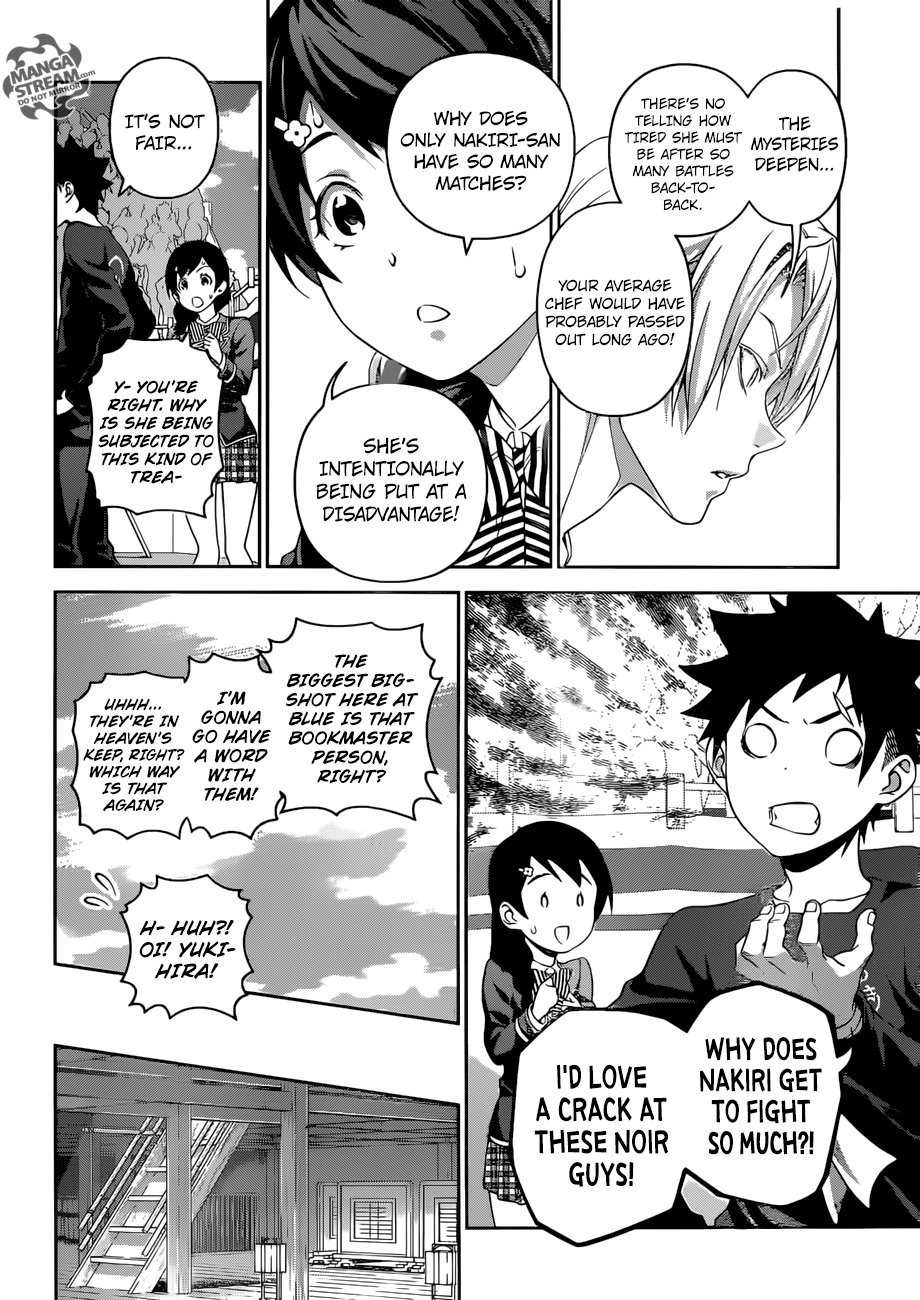 MANGA
STREAM.com
DO NOT MIRROR!
THE
MYSTERIES
DEEPEN...
THERE'S NO
TELLING HOW
TIRED SHE MUST
BE AFTER SO
MANY BATTLES
BACK-TO-
BACK.
YOUR AVERAGE
CHEF WOULD HAVE
PROBABLY PASSED
OUT LONG AGO!
WHY DOES
ONLY NAKIRI-SAN
HAVE SO MANY
MATCHES?
SHE'S
INTENTIONALLY
BEING PUT AT A
DISADVANTAGE!
IT'S NOT
FAIR...
Y- YOU'RE
RIGHT. WHY
IS SHE BEING
SUBJECTED TO
THIS KIND OF
TREA-
WHY DOES
NAKIRI GET
TO FIGHT
SO MUCH?!
I'D LOVE
A CRACK AT
THESE NOIR
GUYS!
THE
BIGGEST BIG-
SHOT HERE AT
BLUE IS THAT
BOOKMASTER
PERSON,
RIGHT?
I'M
GONNA
GO HAVE
A WORD
WITH
THEM!
UHHH...
THEY'RE IN
HEAVEN'S
KEEP, RIGHT?
WHICH WAY
IS THAT
AGAIN?
H- HUH?!
OI! YUKI-
HIRA!